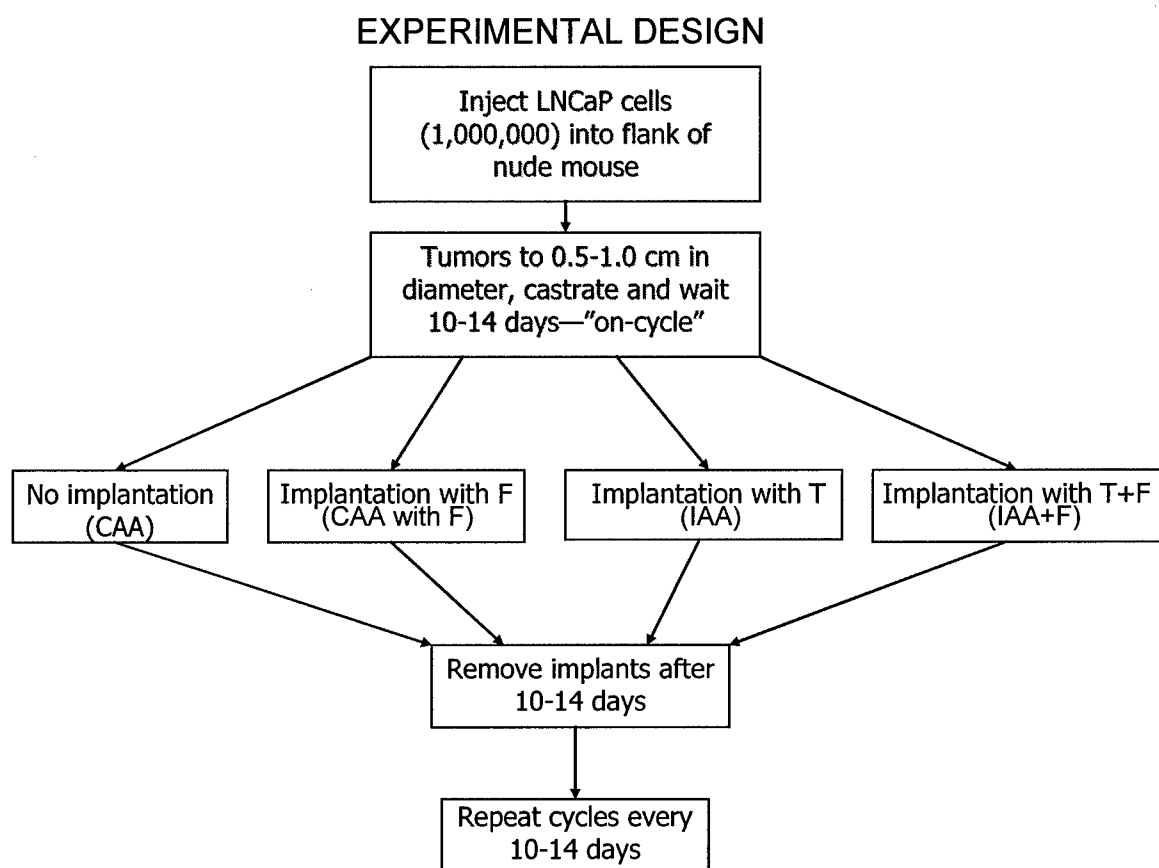 EXPERIMENTAL DESIGN
Inject LNCaP cells
(1,000,000) into flank of
nude mouse
Tumors to 0.5-1.0 cm in
diameter, castrate and wait
10-14 days—"on-cycle"
No implantation
(CAA)
Implantation with F
(CAA with F)
Implantation with T
(IAA)
Implantation with T+F
(IAA+F)
Remove implants after
10-14 days
Repeat cycles every
10-14 days